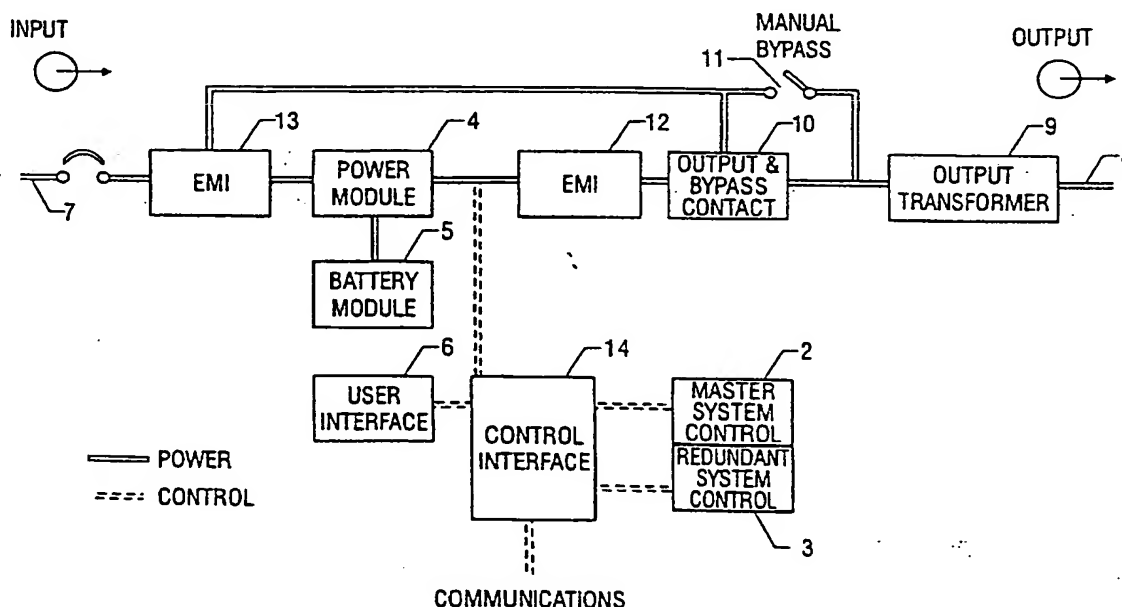 INPUT
MANUAL
BYPASS
OUTPUT
11
13
4
12
10
9
EMI
POWER
MODULE
EMI
OUTPUT &
BYPASS
CONTACT
OUTPUT
TRANSFORMER
7
5
BATTERY
MODULE
6
14
2
USER
INTERFACE
CONTROL
INTERFACE
MASTER
SYSTEM
CONTROL
REDUNDANT
SYSTEM
CONTROL
POWER
CONTROL
3
COMMUNICATIONS